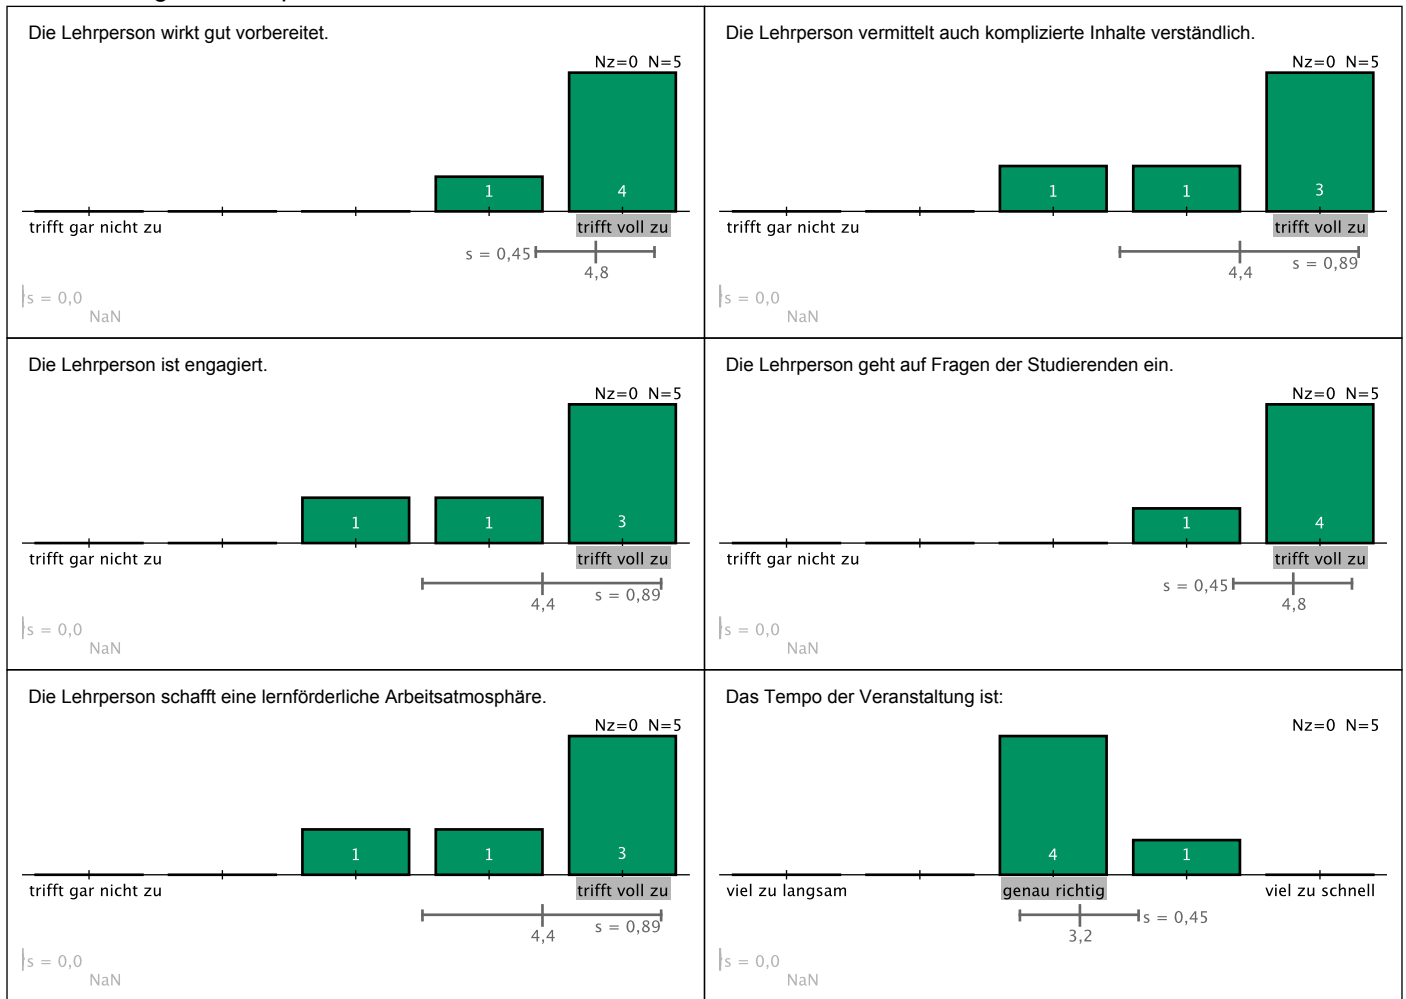 Die Lehrperson wirkt gut vorbereitet.
Nz=0 N=5
1
4
trifft gar nicht zu
trifft voll zu
s = 0,45
4,8
s = 0,0
NaN
Die Lehrperson vermittelt auch komplizierte Inhalte verständlich.
Nz=0 N=5
1
1
3
trifft gar nicht zu
trifft voll zu
4,4
s = 0,89
s = 0,0
NaN
Die Lehrperson ist engagiert.
Nz=0 N=5
1
1
3
trifft gar nicht zu
trifft voll zu
4,4
s = 0,89
s = 0,0
NaN
Die Lehrperson geht auf Fragen der Studierenden ein.
Nz=0 N=5
1
4
trifft gar nicht zu
trifft voll zu
s = 0,45
4,8
s = 0,0
NaN
Die Lehrperson schafft eine lernförderliche Arbeitsatmosphäre.
Nz=0 N=5
1
1
3
trifft gar nicht zu
trifft voll zu
4,4
s = 0,89
s = 0,0
NaN
Das Tempo der Veranstaltung ist:
Nz=0 N=5
4
1
viel zu langsam
genau richtig
viel zu schnell
s = 0,45
3,2
s = 0,0
NaN